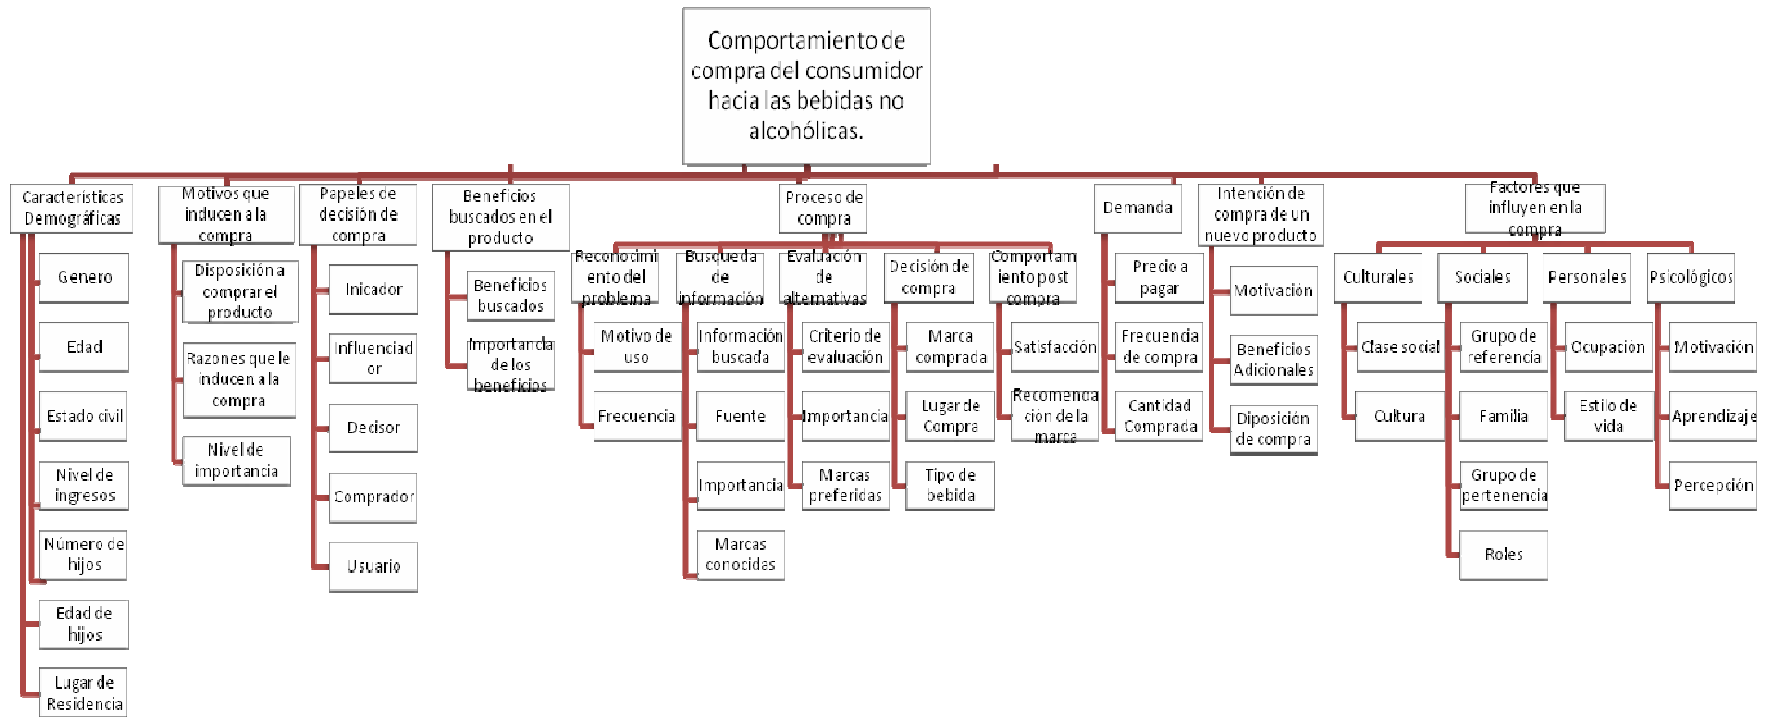 Comportamiento de
compra del consumidor
hacia las bebidas no
alcohólicas.
Características
Demográficas
Genero
Edad
Estado civil
Nivel de
ingresos
Número de
hijos
Edad de
hijos
Lugar de
Residencia
Motivos que
inducen a la
compra
Disposición a
comprar el
producto
Razones que le
inducen a la
compra
Nivel de
importancia
Papeles de
decisión de
compra
Inicador
Influenciad
or
Decisor
Comprador
Usuario
Beneficios
buscados en el
producto
Beneficios
buscados
Importancia
de los
beneficios
Proceso de
compra
Reconocimi
ento del
problema
Motivo de
uso
Frecuencia
Busqueda de
información
Información
buscada
Fuente
Importancia
Marcas
conocidas
Evaluación
de
alternativas
Criterio de
evaluación
Importancia
Marcas
preferidas
Decisión de
compra
Marca
comprada
Lugar de
Compra
Tipo de
bebida
Comportam
iento post
compra
Satisfacción
Recomenda
ción de la
marca
Demanda
Precio a
pagar
Frecuencia
de compra
Cantidad
Comprada
Intención de
compra de un
nuevo producto
Motivación
Beneficios
Adicionales
Diposición
de compra
Factores que
influyen en la
compra
Culturales
Clase social
Cultura
Sociales
Grupo de
referencia
Familia
Grupo de
pertenencia
Roles
Personales
Ocupación
Estilo de
vida
Psicológicos
Motivación
Aprendizaje
Percepción